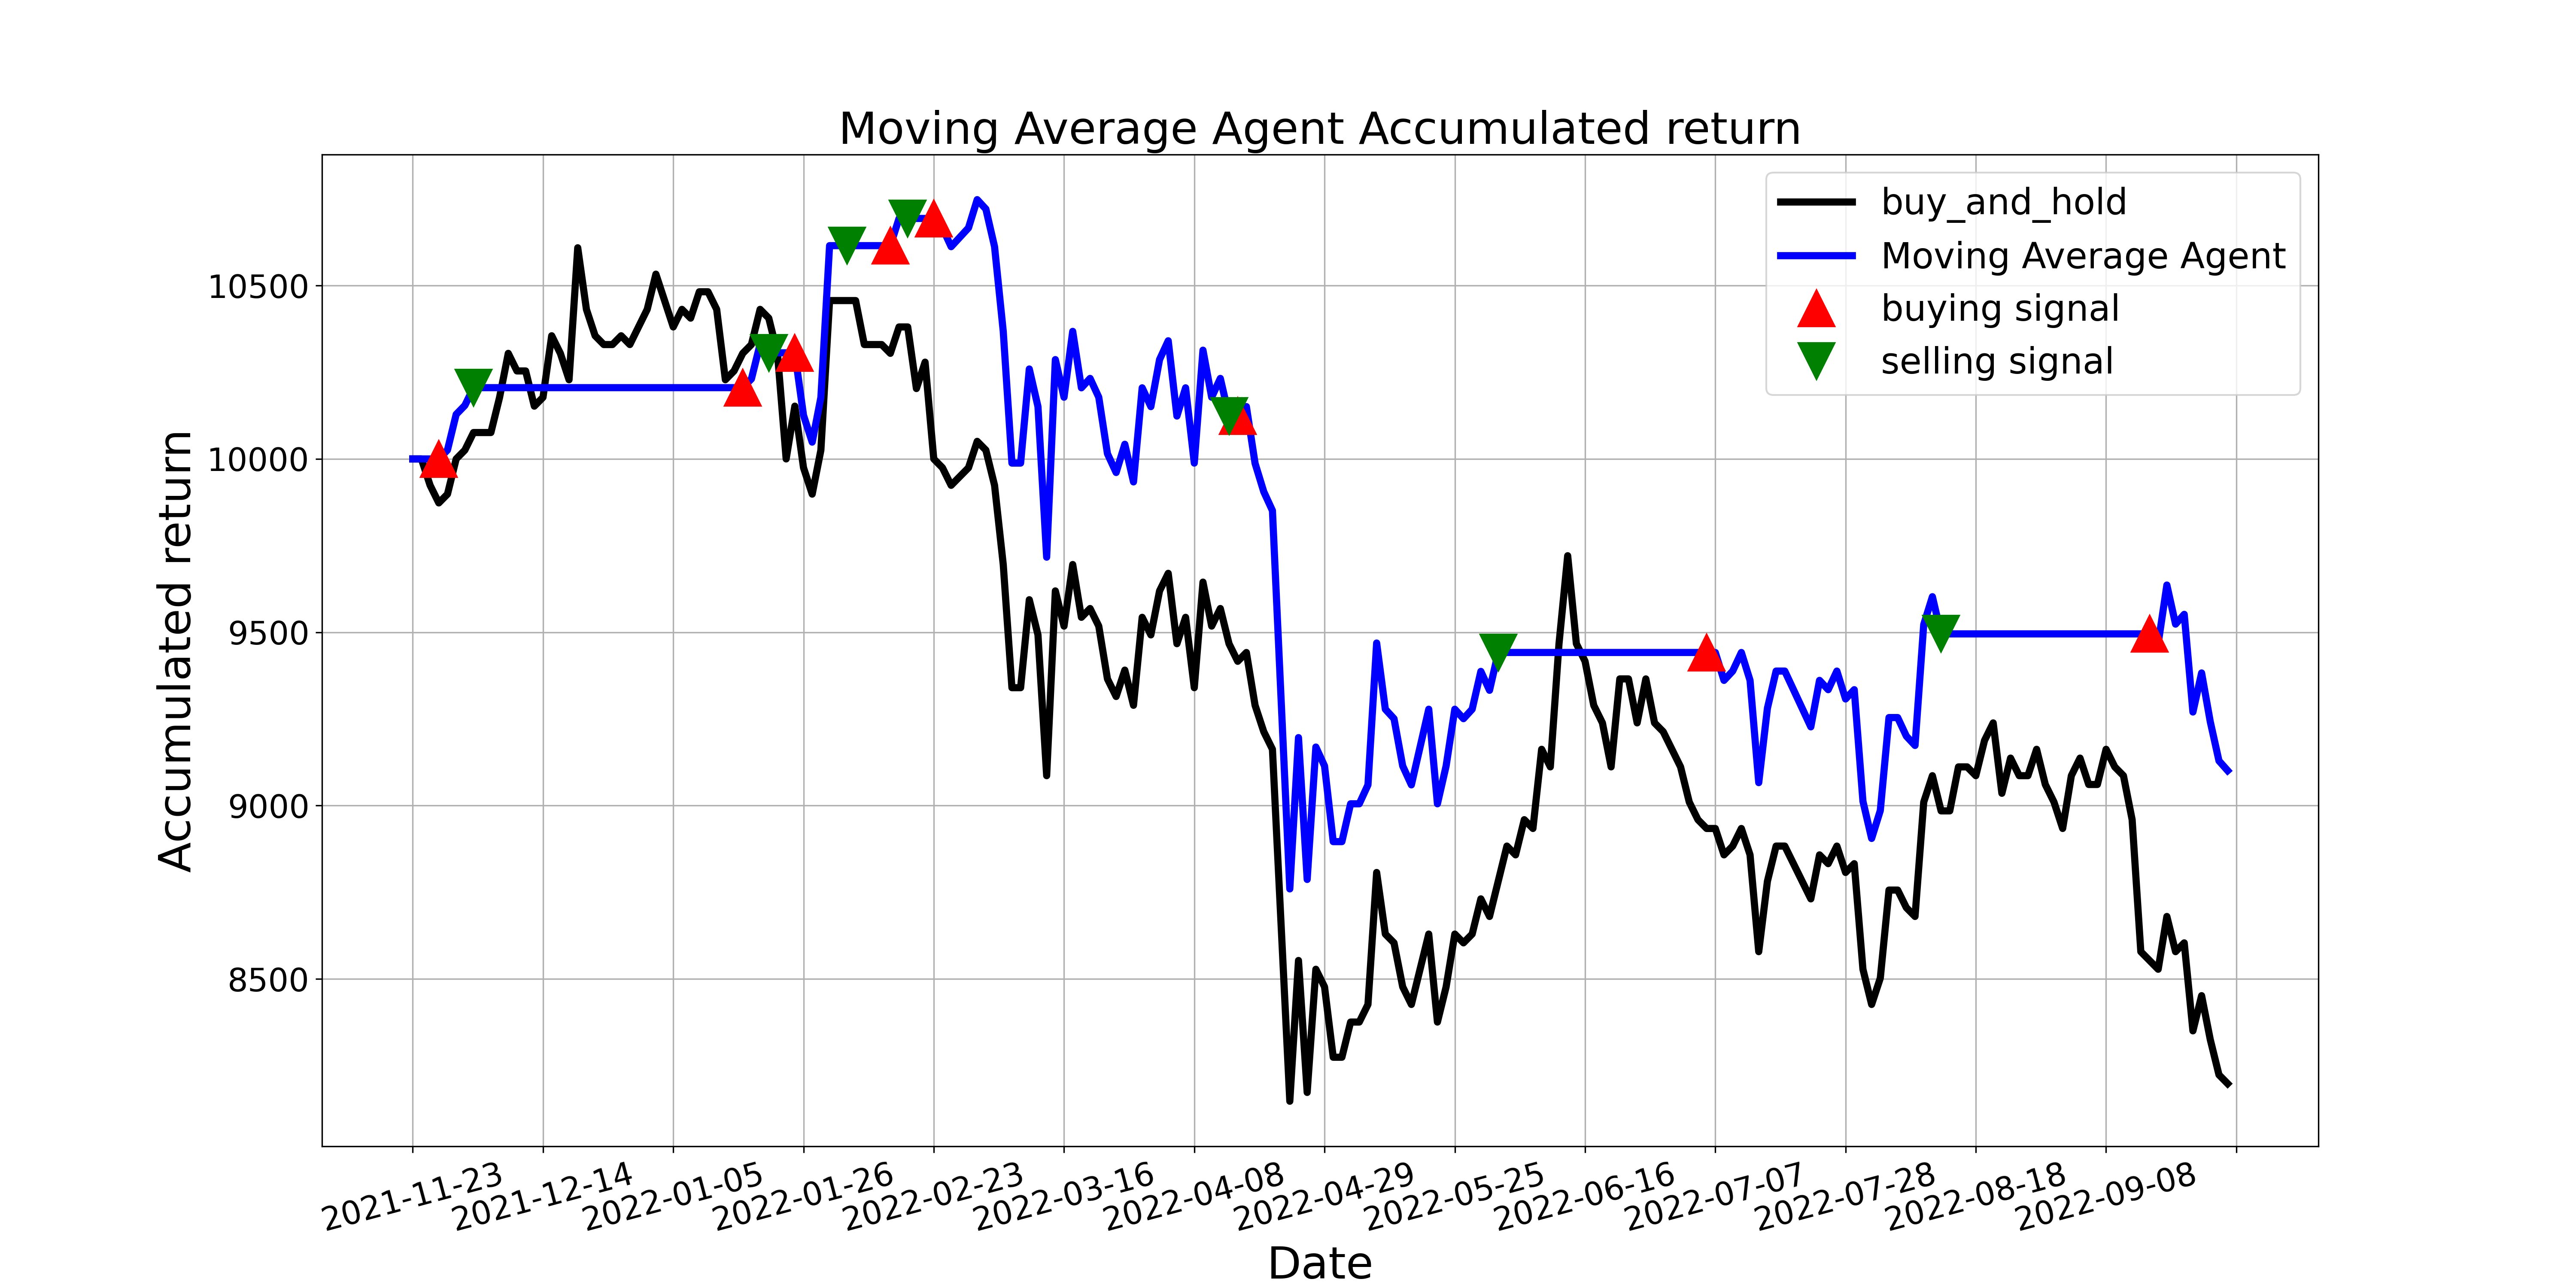 Moving Average Agent Accumulated return
buy_and_hold
Moving Average Agent
buying signal
selling signal
Accumulated return
10500
10000
9500
9000
8500
2021-11-23
2021-12-14
2022-01-05
2022-01-26
2022-02-23
2022-03-16
2022-04-08
2022-04-29
2022-05-25
2022-06-16
2022-07-07
2022-07-28
2022-08-18
2022-09-08
Date